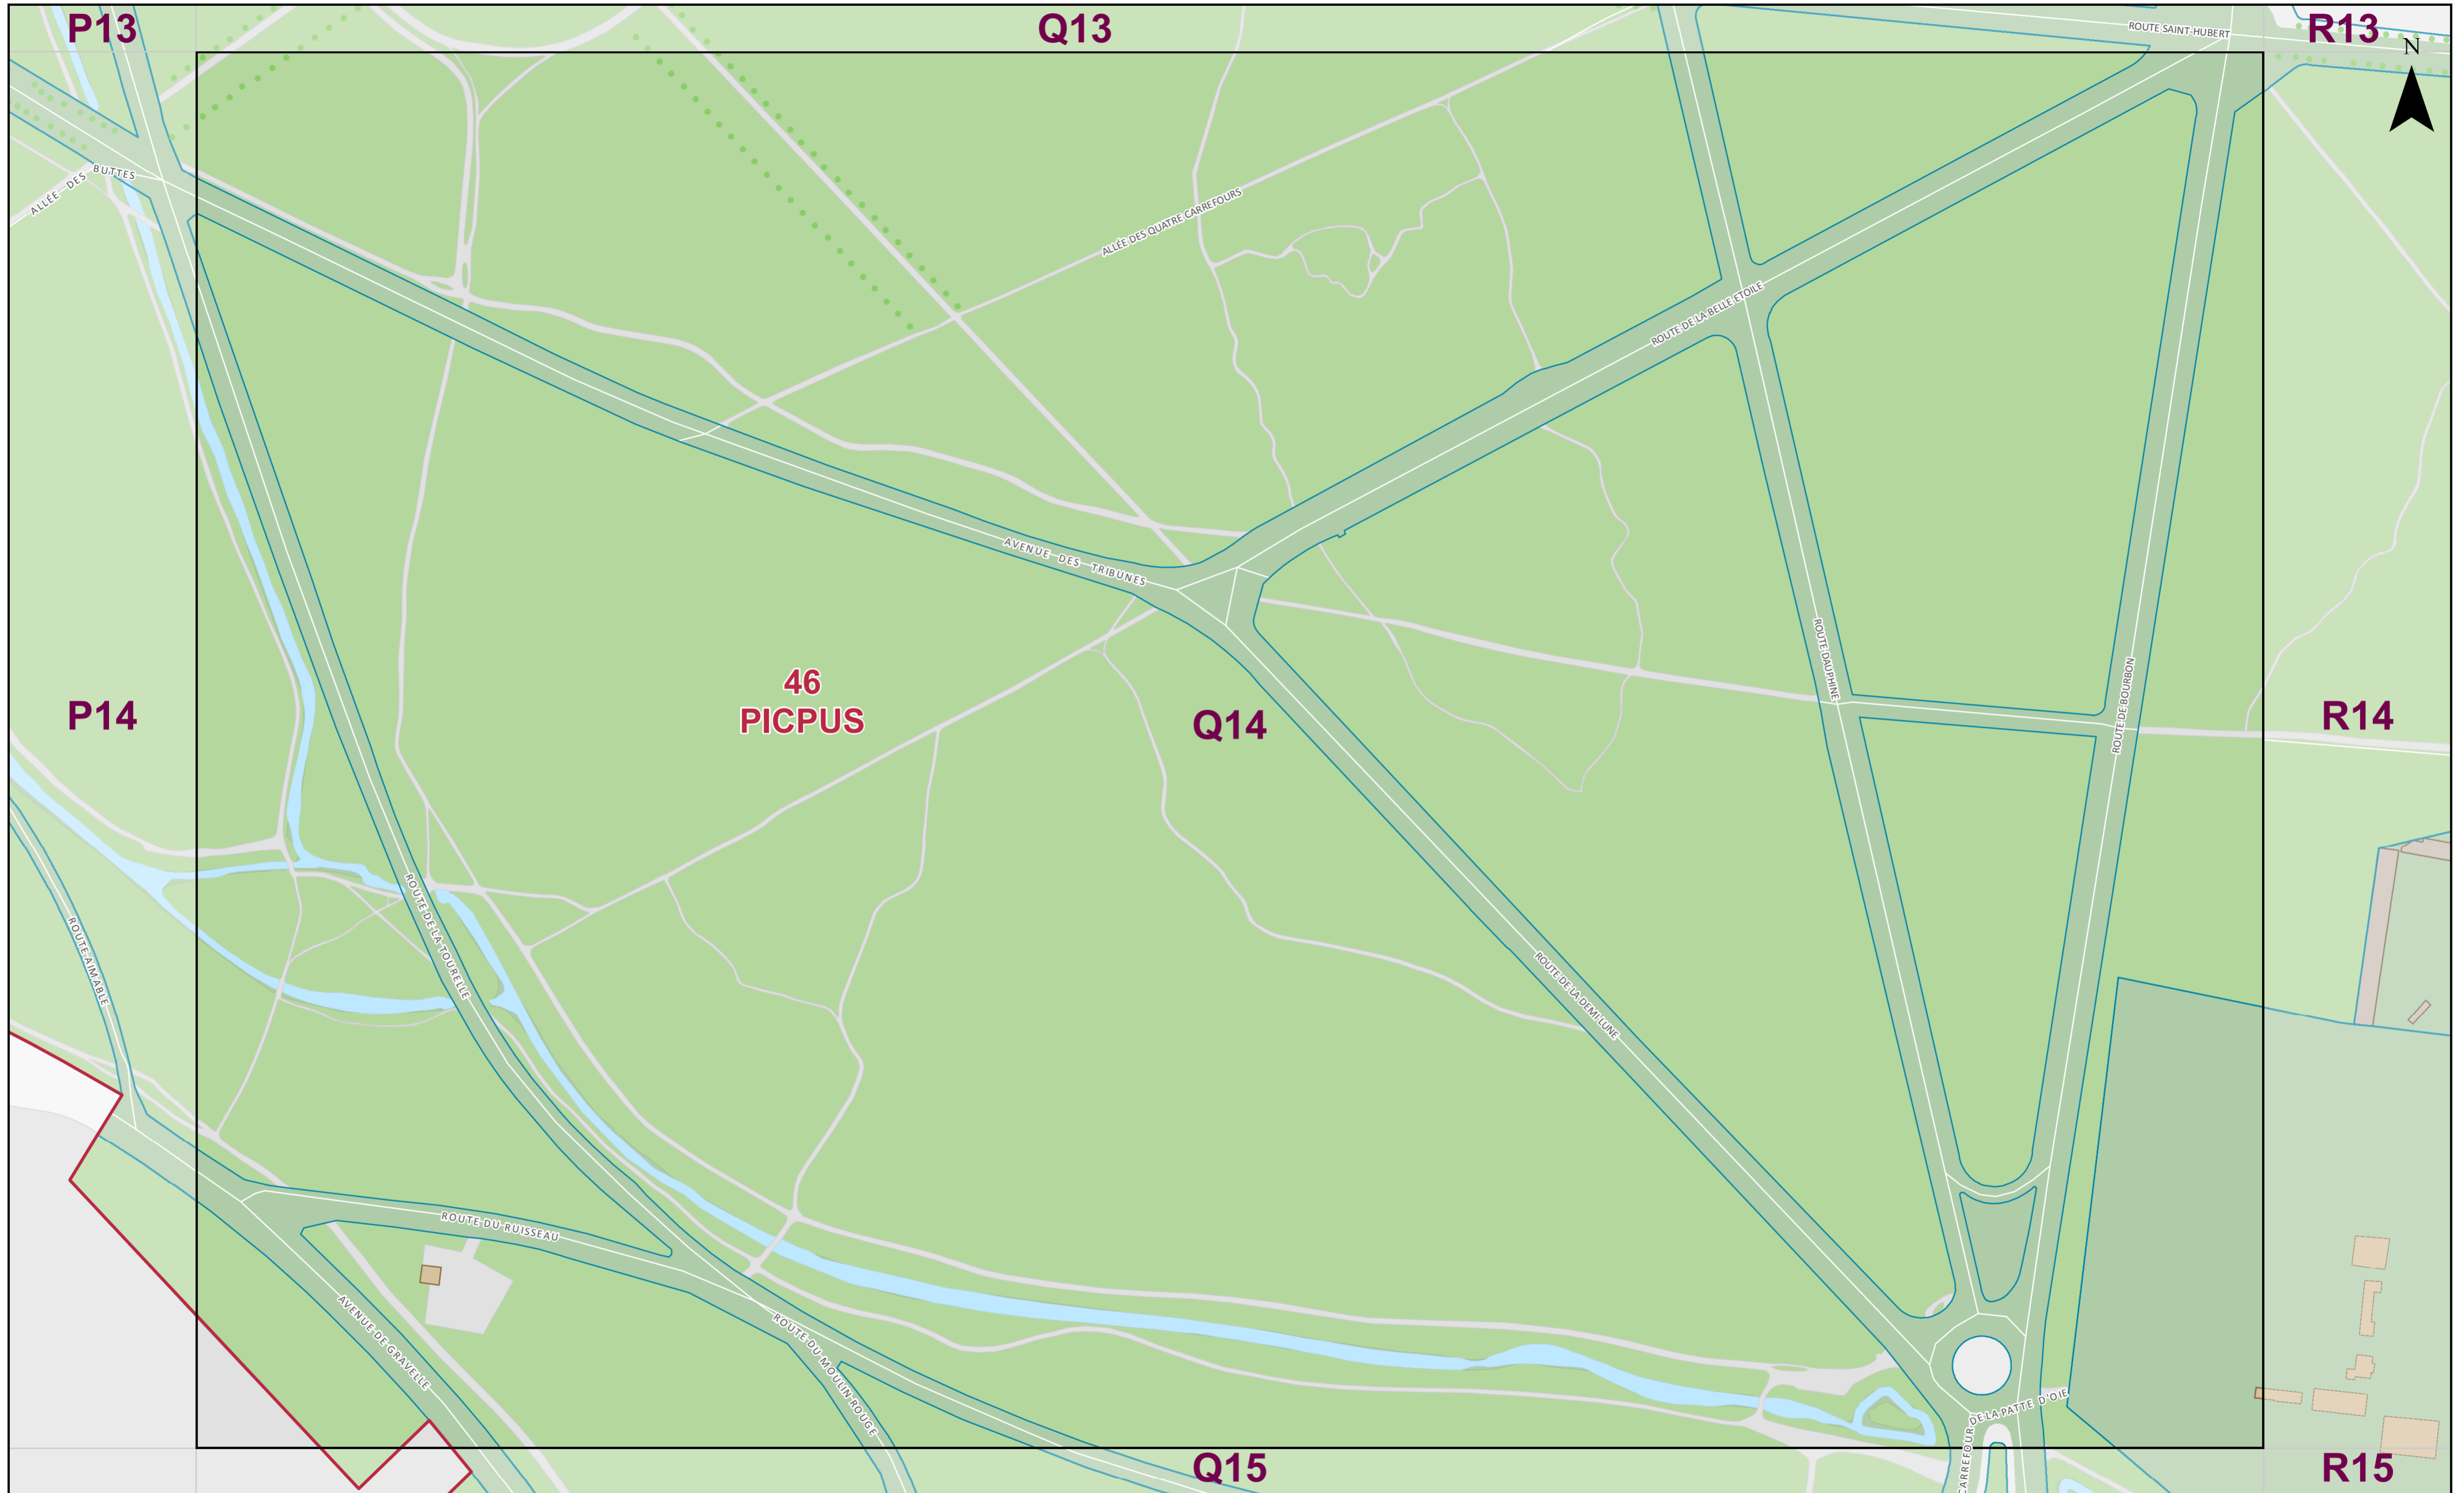 P13
Q13
ROUTE SAINT-HUBERT
R13
N
ALLÉE DES BUTTES
ALLÉE DES QUATRE CARREFOURS
ROUTE DE LA BELLE ETOILE
AVENUE DES TRIBUNES
ROUTE DAUPHINE
ROUTE DE BOURBON
46
PICPUS
P14
Q14
R14
ROUTE AIMABLE
ROUTE DE LA TOURELLE
ROUTE DE LA DEMI LUNE
ROUTE DU RUISSEAU
AVENUE DE GRAVELLE
ROUTE DU MOULIN ROUGE
CARREFOUR DE LA PATTE D'OIE
Q15
R15